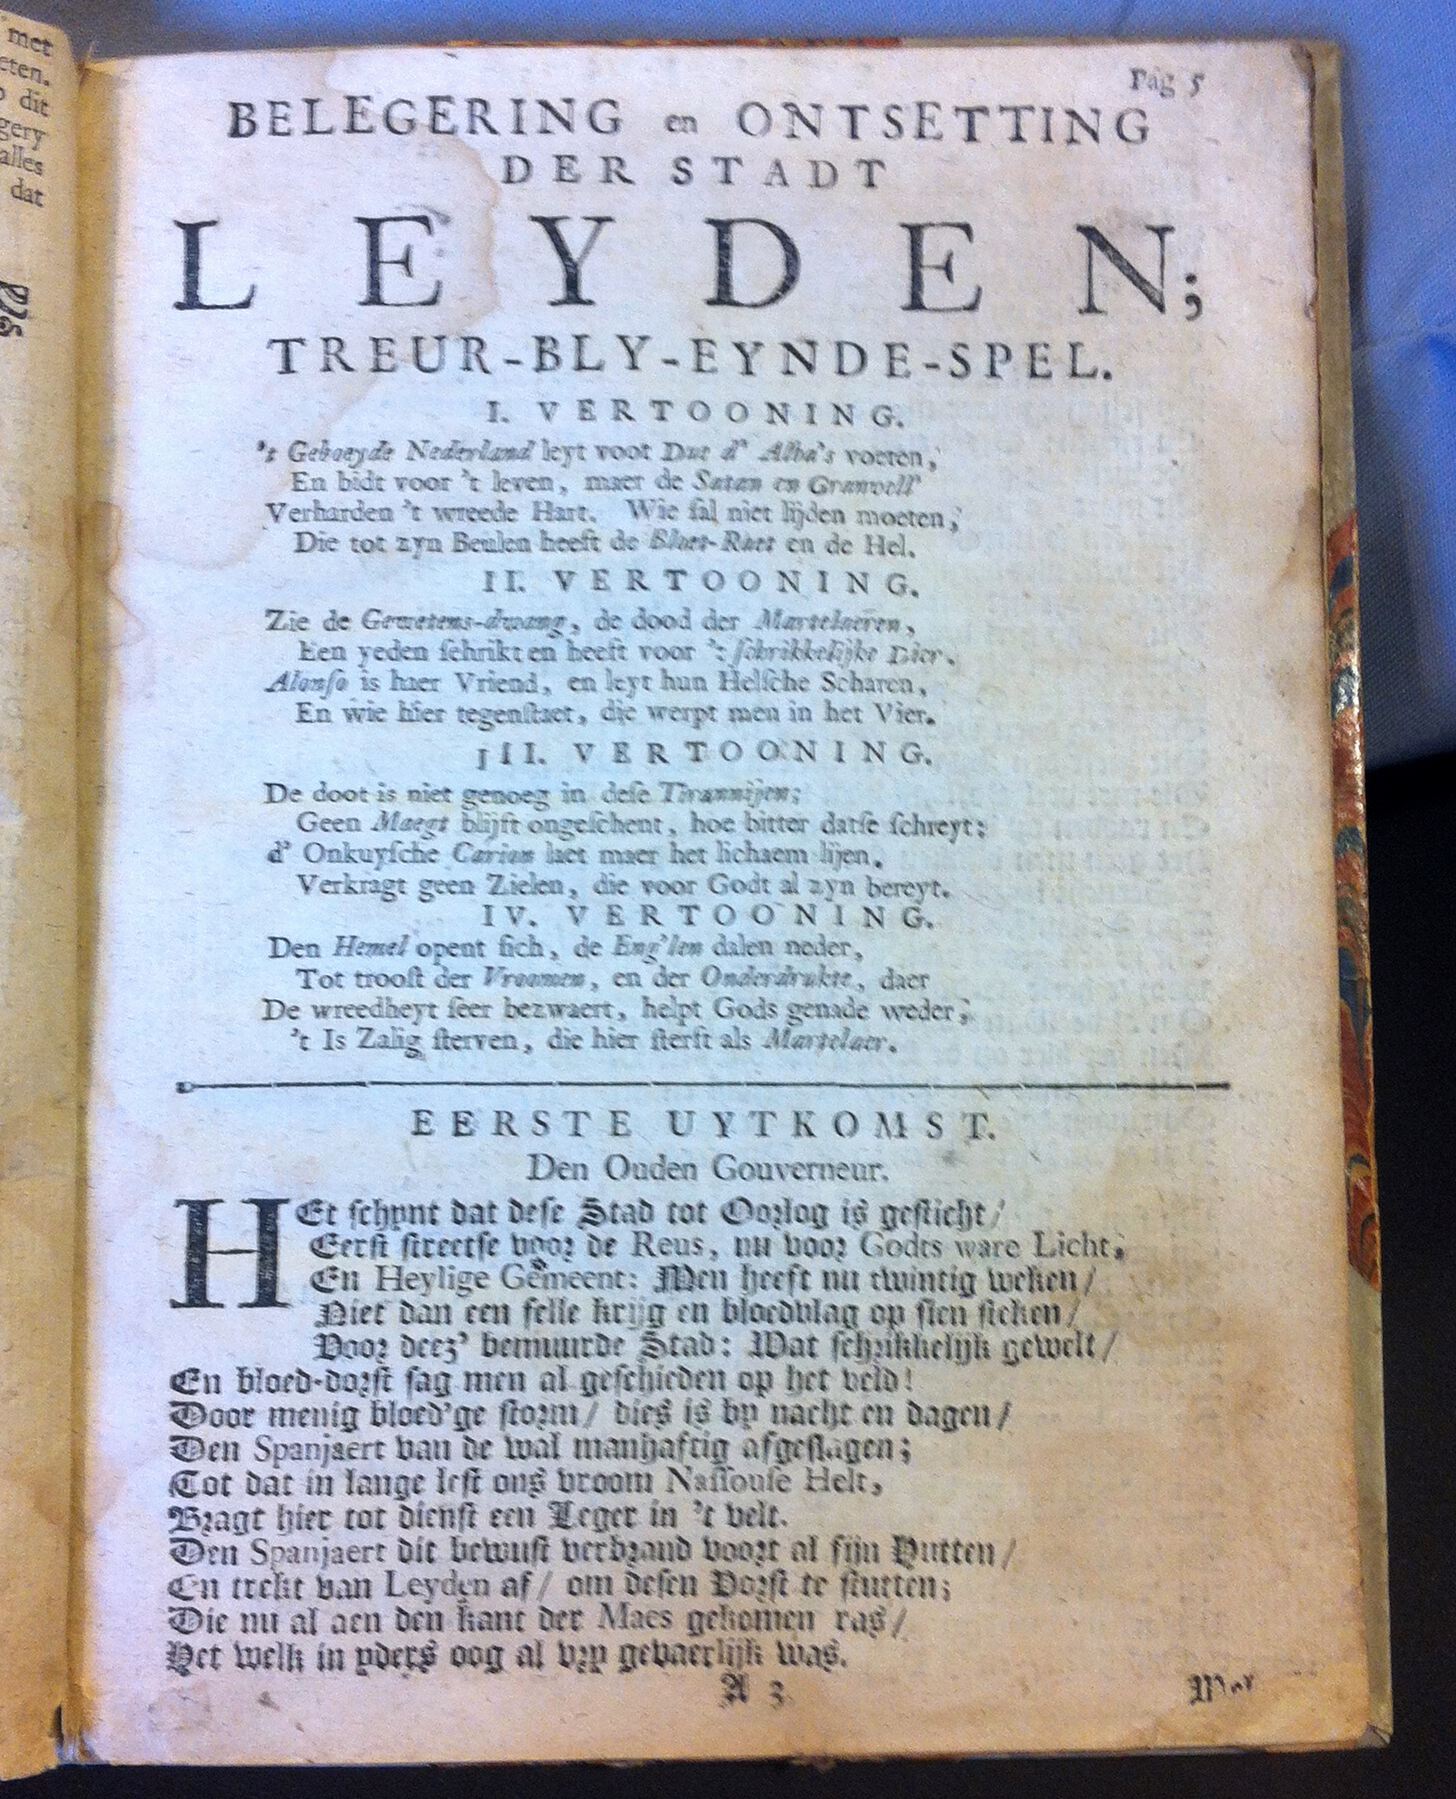 met
eten.
dit
gery
alles
dat
Pag 5
BELEGERING en ONTSETTING
DER STADT
LEYDEN;
TREUR-BLY-EYNDE-SPEL.
I. VERTOONING.
't Geboeyde Nederland leyt voot Duc d' Alba's voeten,
En bidt voor 't leven, maer de Satan en Granvell'
Verharden 't wreede Hart. Wie sal niet lijden moeten,
Die tot zyn Beulen heeft de Bloet-Raet en de Hel.
II. VERTOONING.
Zie de Gewetens-dwang, de dood der Martelaeren,
Een yeder schrikt en heeft voor 't schrikkelijke Dier.
Alonso is haer Vriend, en leyt hun Helsche Scharen,
En wie hier tegenstaet, die werpt men in het Vier.
III. VERTOONING.
De doot is niet genoeg in dese Tirannijen;
Geen Maegt blijft ongeschent, hoe bitter datse schreyt:
d' Onkuysche Carion laet maer het lichaem lijen.
Verkragt geen Zielen, die voor Godt al zyn bereyt.
IV. VERTOONING.
Den Hemel opent sich, de Eng'len dalen neder,
Tot troost der Vroomen, en der Onderdrukte, daer
De wreedheyt seer bezwaert, helpt Gods genade weder;
't Is Zalig sterven, die hier sterft als Martelaer.
EERSTE UYTKOMST.
Den Ouden Gouverneur.
HEt schynt dat dese Stad tot Oorlog is gesticht/
Eerst streetse voor de Reus, nu voor Godts ware Licht,
En Heylige Gemeent: Men heeft nu twintig weken/
Niet dan een felle krijg en bloedvlag op sien steken/
Voor deez' bemuurde Stad: Wat schrikkelijk gewelt/
En bloed-dorst sag men al geschieden op het veld!
Door menig bloed'ge storm/ dies is by nacht en dagen/
Den Spanjaert van de wal manhaftig afgeslagen;
Tot dat in lange lest ons vroom Nassouse Helt,
Bragt hier tot dienst een Leger in 't velt.
Den Spanjaert dit bewust verbrand voort al sijn Hutten/
En trekt van Leyden af/ om desen Vorst te stutten;
Die nu al aen den kant der Maes gekomen ras/
Het welk in yders oog al vry gevaerlijk was.
A 3